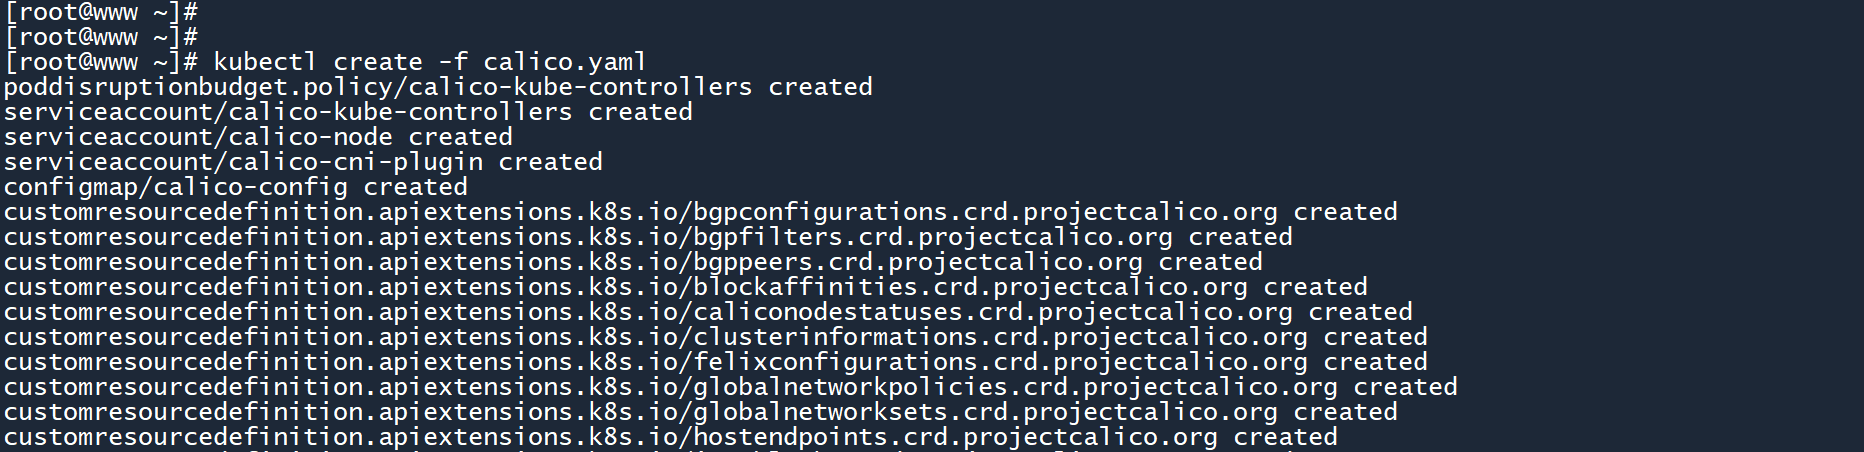 [root@www ~]#
[root@www ~]#
[root@www ~]# kubectl create -f calico.yaml
poddisruptionbudget.policy/calico-kube-controllers created
serviceaccount/calico-kube-controllers created
serviceaccount/calico-node created
serviceaccount/calico-cni-plugin created
configmap/calico-config created
customresourcedefinition.apiextensions.k8s.io/bgpconfigurations.crd.projectcalico.org created
customresourcedefinition.apiextensions.k8s.io/bgpfilters.crd.projectcalico.org created
customresourcedefinition.apiextensions.k8s.io/bgppeers.crd.projectcalico.org created
customresourcedefinition.apiextensions.k8s.io/blockaffinities.crd.projectcalico.org created
customresourcedefinition.apiextensions.k8s.io/caliconodestatuses.crd.projectcalico.org created
customresourcedefinition.apiextensions.k8s.io/clusterinformations.crd.projectcalico.org created
customresourcedefinition.apiextensions.k8s.io/felixconfigurations.crd.projectcalico.org created
customresourcedefinition.apiextensions.k8s.io/globalnetworkpolicies.crd.projectcalico.org created
customresourcedefinition.apiextensions.k8s.io/globalnetworksets.crd.projectcalico.org created
customresourcedefinition.apiextensions.k8s.io/hostendpoints.crd.projectcalico.org created